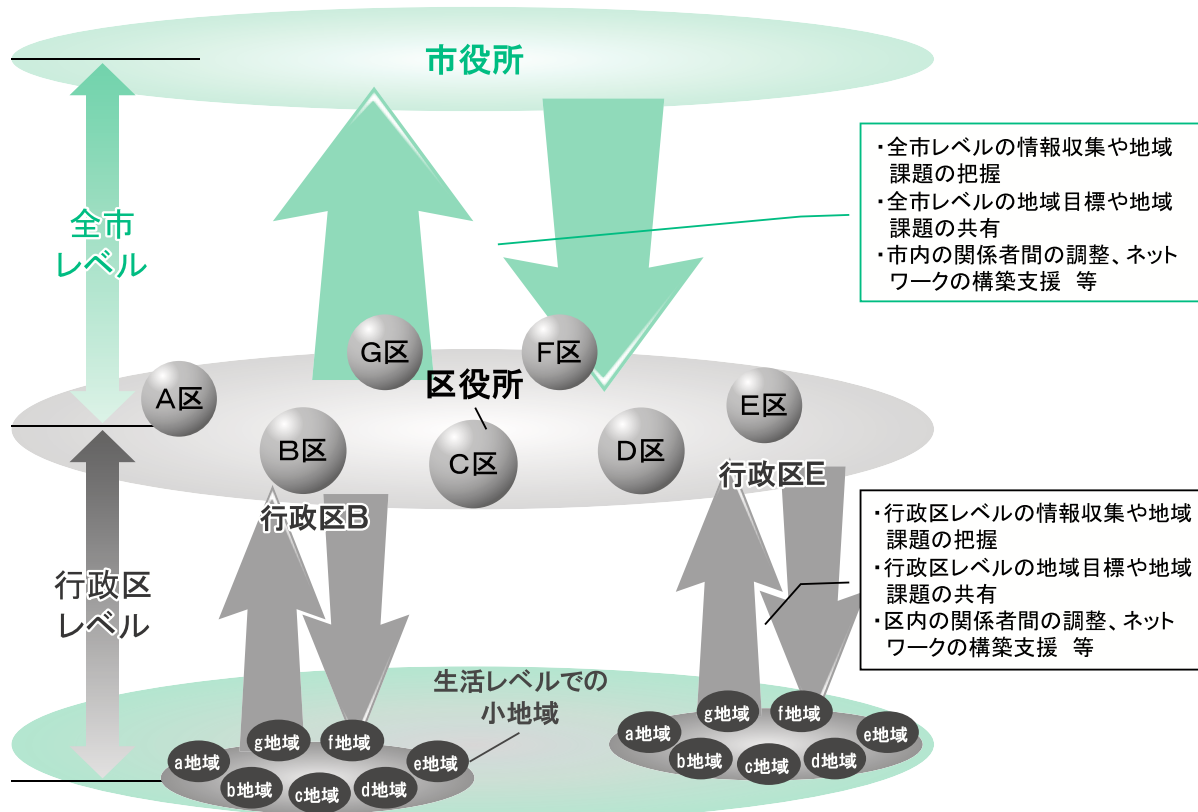 市役所
・全市レベルの情報収集や地域
課題の把握
・全市レベルの地域目標や地域
課題の共有
・市内の関係者間の調整、ネット
ワークの構築支援 等
全市
レベル
G区
F区
A区
区役所
E区
B区
C区
D区
行政区B
行政区E
・行政区レベルの情報収集や地域
課題の把握
・行政区レベルの地域目標や地域
課題の共有
・区内の関係者間の調整、ネット
ワークの構築支援 等
行政区
レベル
生活レベルでの
小地域
g地域
f地域
a地域
e地域
b地域
c地域
d地域
g地域
f地域
a地域
e地域
b地域
c地域
d地域